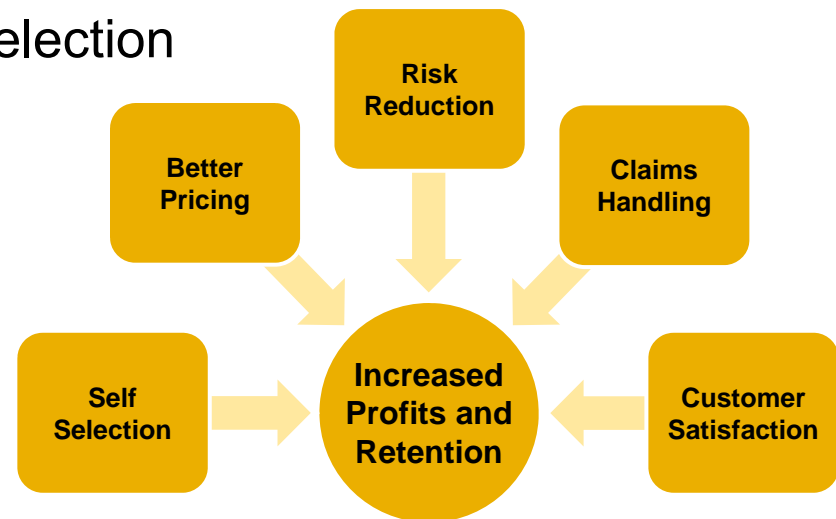 election
Risk
Reduction
Better
Pricing
Claims
Handling
Self
Selection
Increased
Profits and
Retention
Customer
Satisfaction